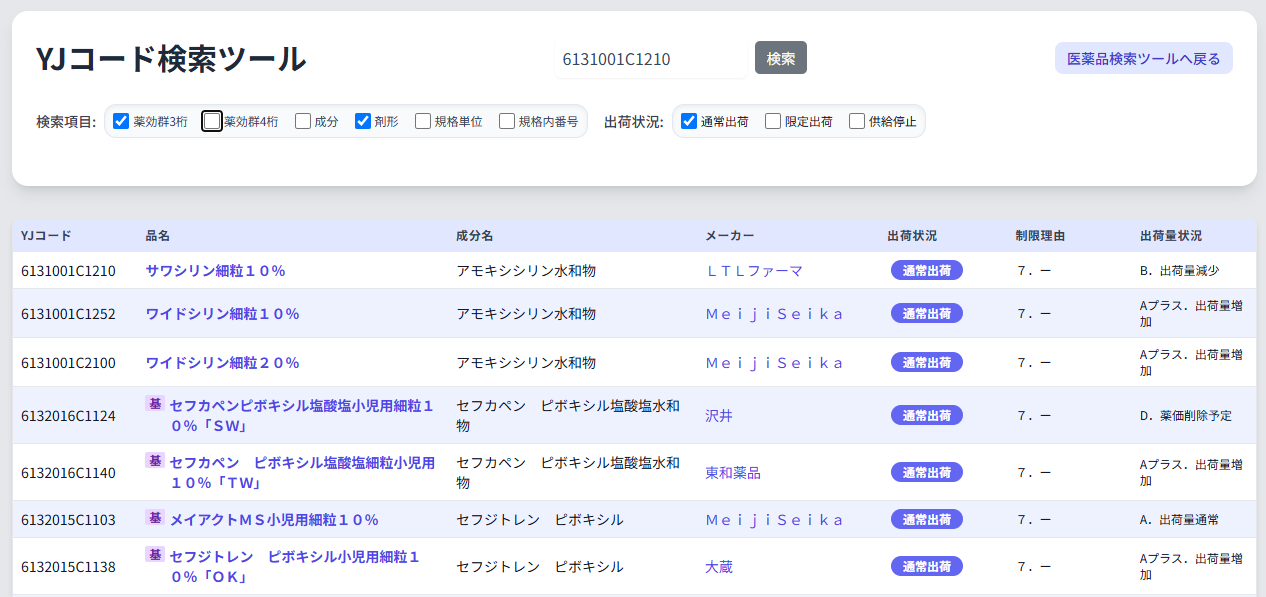 YJコード検索ツール
6131001C1210
検索
医薬品検索ツールへ戻る
検索項目: 薬効群3桁 薬効群4桁 成分 剤形 規格単位 規格内番号 出荷状況: 通常出荷 限定出荷 供給停止
YJコード 品名 成分名 メーカー 出荷状況 制限理由 出荷量状況
6131001C1210 サワシリン細粒１０％ アモキシシリン水和物 ＬＴＬファーマ 通常出荷 ７．－ B．出荷量減少
6131001C1252 ワイドシリン細粒１０％ アモキシシリン水和物 ＭｅｉｊｉＳｅｉｋａ 通常出荷 ７．－ Aプラス．出荷量増
加
6131001C2100 ワイドシリン細粒２０％ アモキシシリン水和物 ＭｅｉｊｉＳｅｉｋａ 通常出荷 ７．－ Aプラス．出荷量増
加
6132016C1124 基 セフカペンピボキシル塩酸塩小児用細粒１ セフカペン　ピボキシル塩酸塩水和 沢井 通常出荷 ７．－ D．薬価削除予定
０％「ＳＷ」 物
6132016C1140 基 セフカペン　ピボキシル塩酸塩細粒小児用 セフカペン　ピボキシル塩酸塩水和 東和薬品 通常出荷 ７．－ Aプラス．出荷量増
１０％「ＴＷ」 物 加
6132015C1103 基 メイアクトＭＳ小児用細粒１０％ セフジトレン　ピボキシル ＭｅｉｊｉＳｅｉｋａ 通常出荷 ７．－ A．出荷量通常
6132015C1138 基 セフジトレン　ピボキシル小児用細粒１ セフジトレン　ピボキシル 大蔵 通常出荷 ７．－ Aプラス．出荷量増
０％「ＯＫ」 加